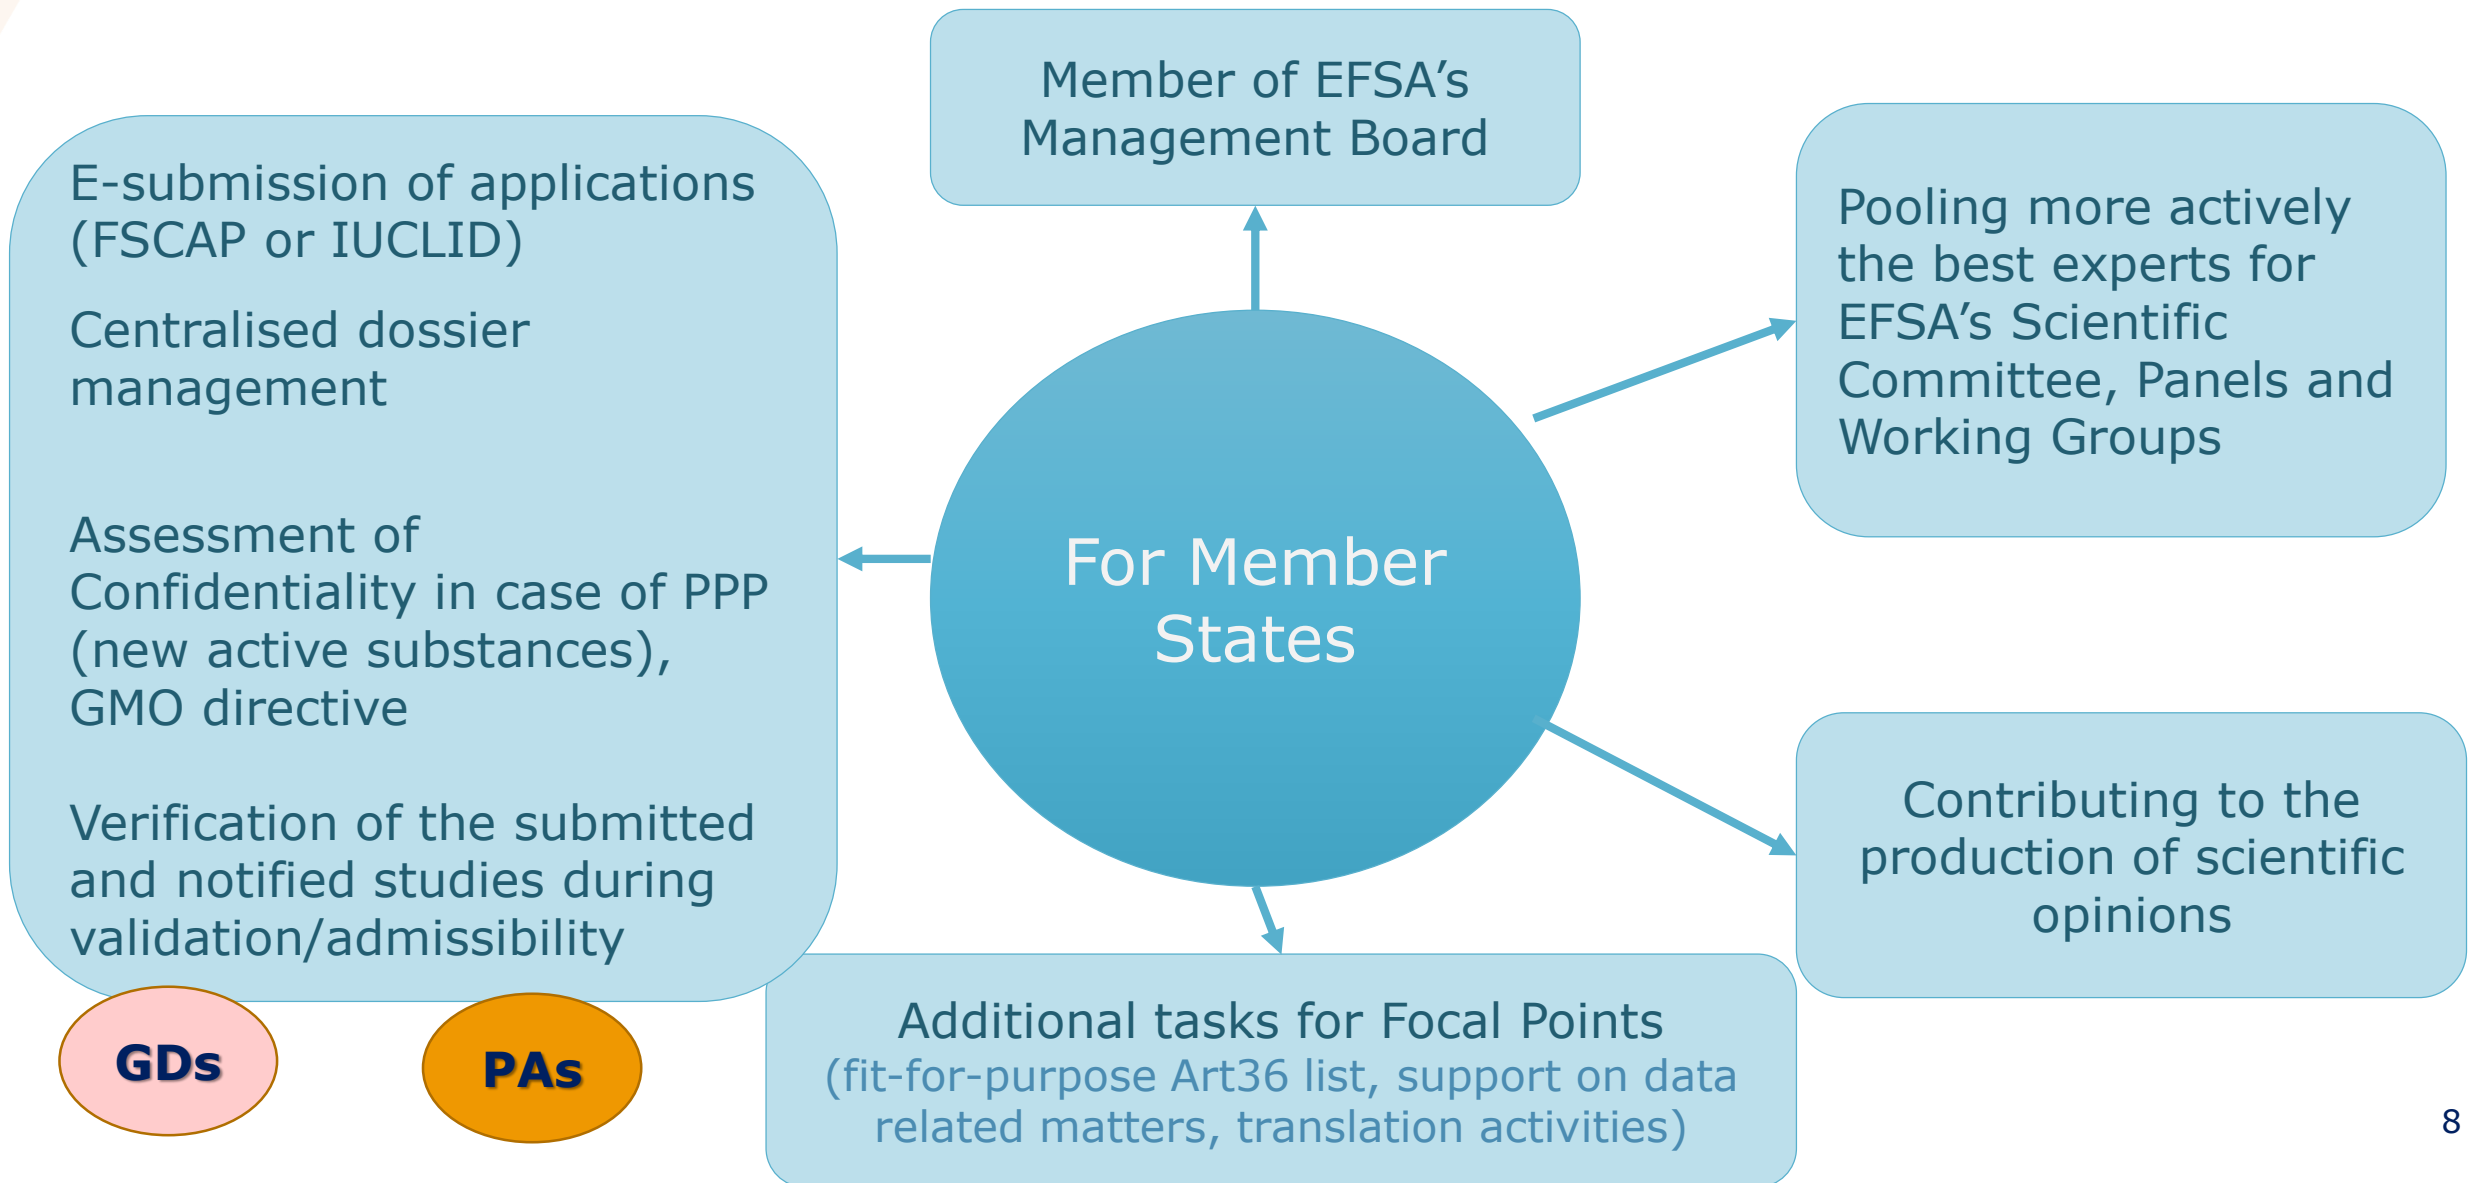 Member of EFSA’s
Management Board
E-submission of applications
(FSCAP or IUCLID)
Centralised dossier
management
Assessment of
Confidentiality in case of PPP
(new active substances),
GMO directive
Verification of the submitted
and notified studies during
validation/admissibility
GDs
PAs
For Member
States
Pooling more actively
the best experts for
EFSA’s Scientific
Committee, Panels and
Working Groups
Contributing to the
production of scientific
opinions
Additional tasks for Focal Points
(fit-for-purpose Art36 list, support on data
related matters, translation activities)
8